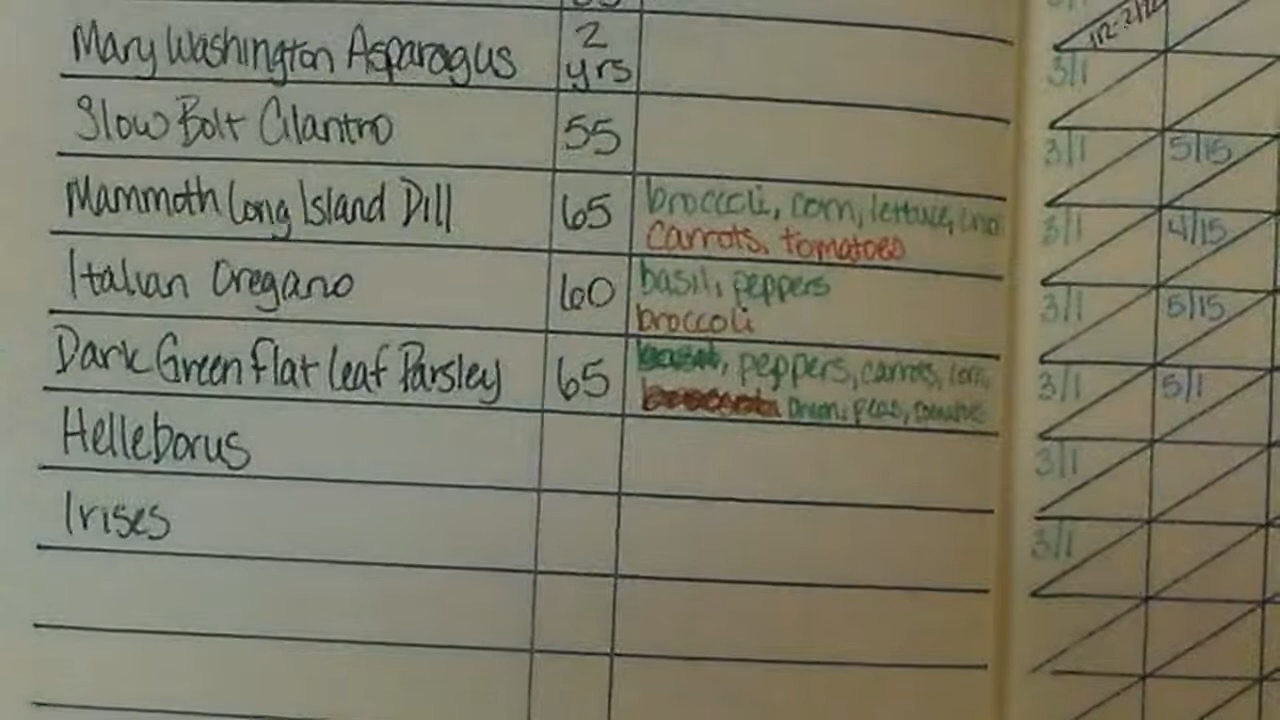 Mary Washington Asparagus 2 yrs 3/1
Slow Bolt Cilantro 55 3/1 5/15
Mammoth Long Island Dill 65 broccoli, corn, lettuce, 3/1 4/15
carrots, tomatoes
Italian Oregano 60 basil, peppers 3/1 5/15
broccoli
Dark Green Flat Leaf Parsley 65 peppers, carrots, corn, 3/1 5/1
onion, peas,
Helleborus 3/1
Irises 3/1